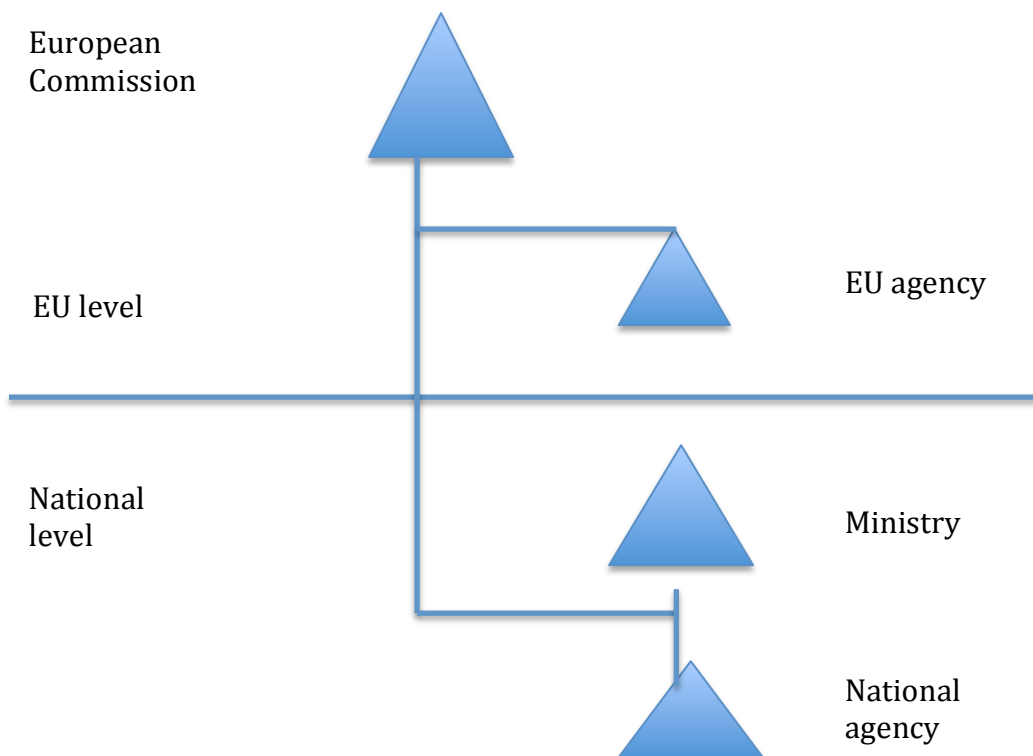 European
Commission
EU agency
EU level
National
level
Ministry
National
agency